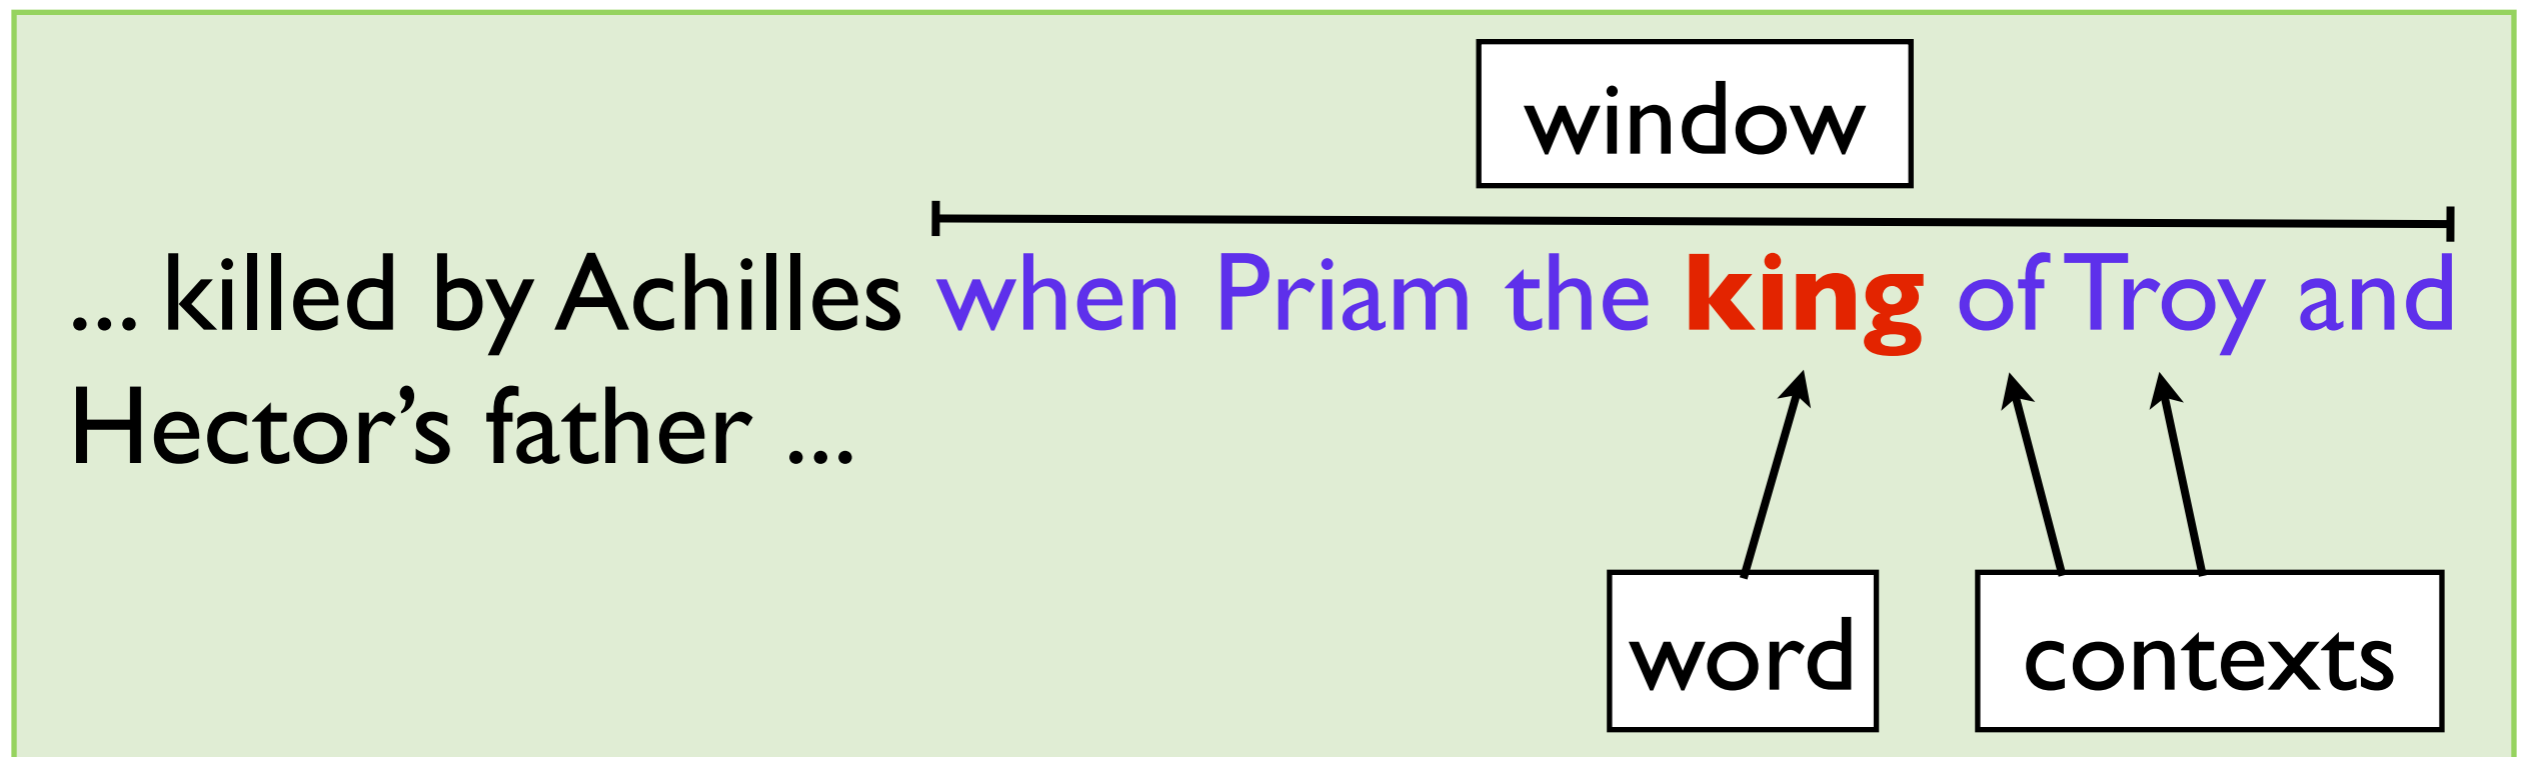 window
... killed by Achilles when Priam the king of Troy and
Hector’s father ...
word
contexts